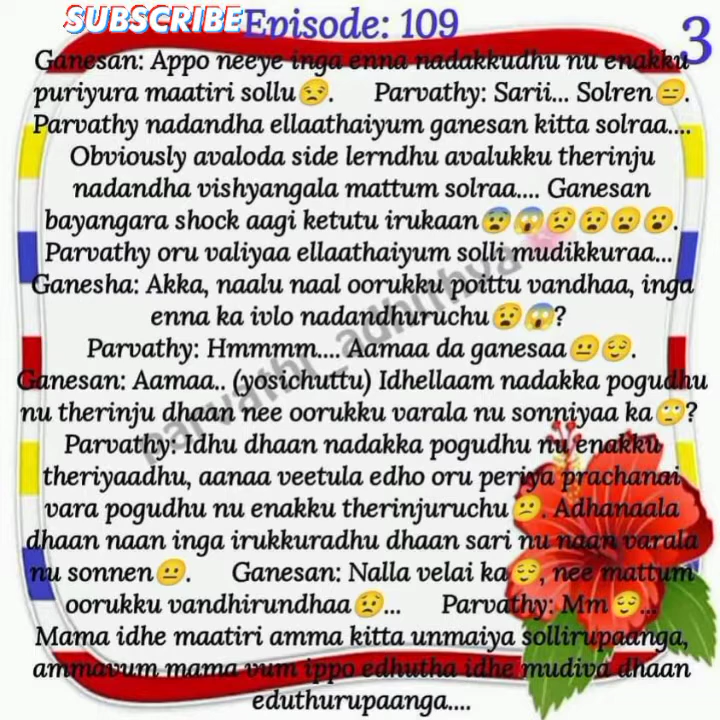 SUBSCRIBE Episode: 109
3
Ganesan: Appo neeye inga enna nadakkudhu nu enakku
puriyura maatiri sollu😒. Parvathy: Sarii... Solren😑.
Parvathy nadandha ellaathaiyum ganesan kitta solraa....
Obviously avaloda side lerndhu avalukku therinju
nadandha vishyangala mattum solraa.... Ganesan
bayangara shock aagi ketutu irukaan😨😱😟😧😦😮.
Parvathy oru valiyaa ellaathaiyum solli mudikkuraa...
Ganesha: Akka, naalu naal oorukku poittu vandhaa, inga
enna ka ivlo nadandhuruchu😧😱?
Parvathy: Hmmmm.... Aamaa da ganesaa😐😌.
Ganesan: Aamaa.. (yosichuttu) Idhellaam nadakka pogudhu
nu therinju dhaan nee oorukku varala nu sonniyaa ka🙄?
Parvathy: Idhu dhaan nadakka pogudhu nu enakku
theriyaadhu, aanaa veetula edho oru periya prachanai
vara pogudhu nu enakku therinjuruchu😕. Adhanaala
dhaan naan inga irukkuradhu dhaan sari nu naan varala
nu sonnen😐. Ganesan: Nalla velai ka😌, nee mattum
oorukku vandhirundhaa😟... Parvathy: Mm😌...
Mama idhe maatiri amma kitta unmaiya sollirupaanga,
ammavum mama vum ippo edhutha idhe mudiva dhaan
eduthurupaanga....
parvathi_adhuthya